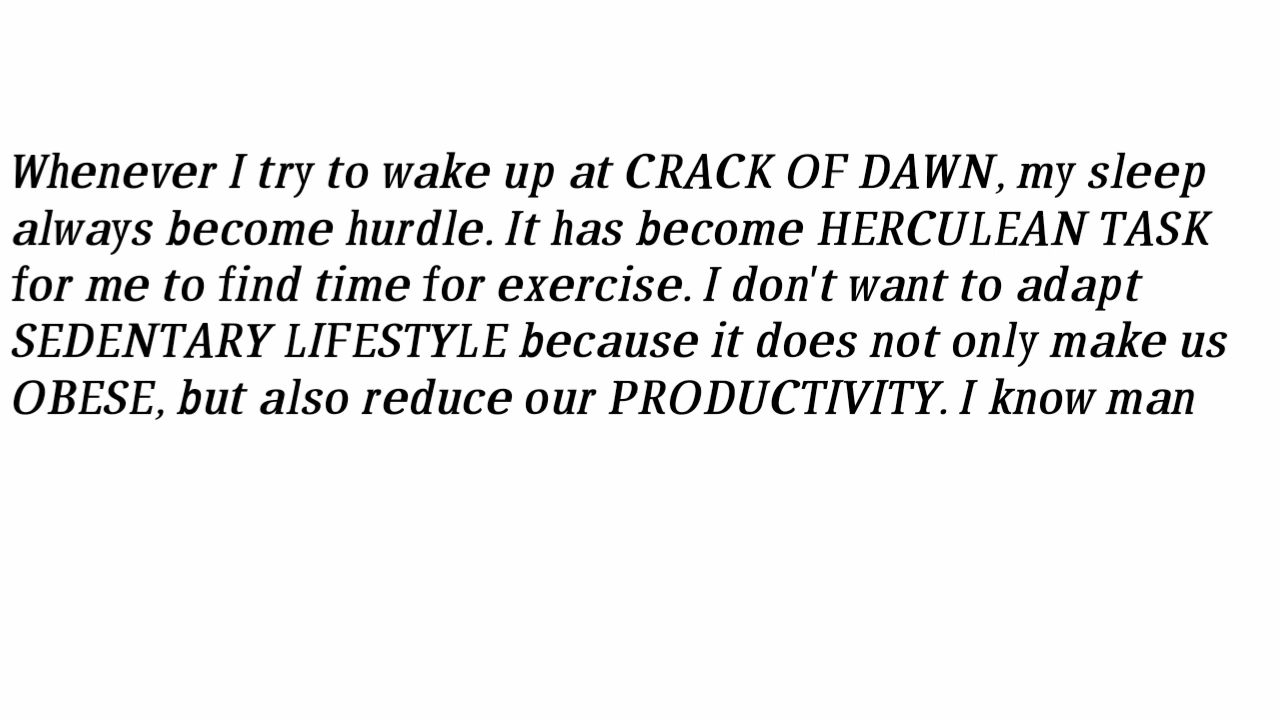 Whenever I try to wake up at CRACK OF DAWN, my sleep
always become hurdle. It has become HERCULEAN TASK
for me to find time for exercise. I don't want to adapt
SEDENTARY LIFESTYLE because it does not only make us
OBESE, but also reduce our PRODUCTIVITY. I know man